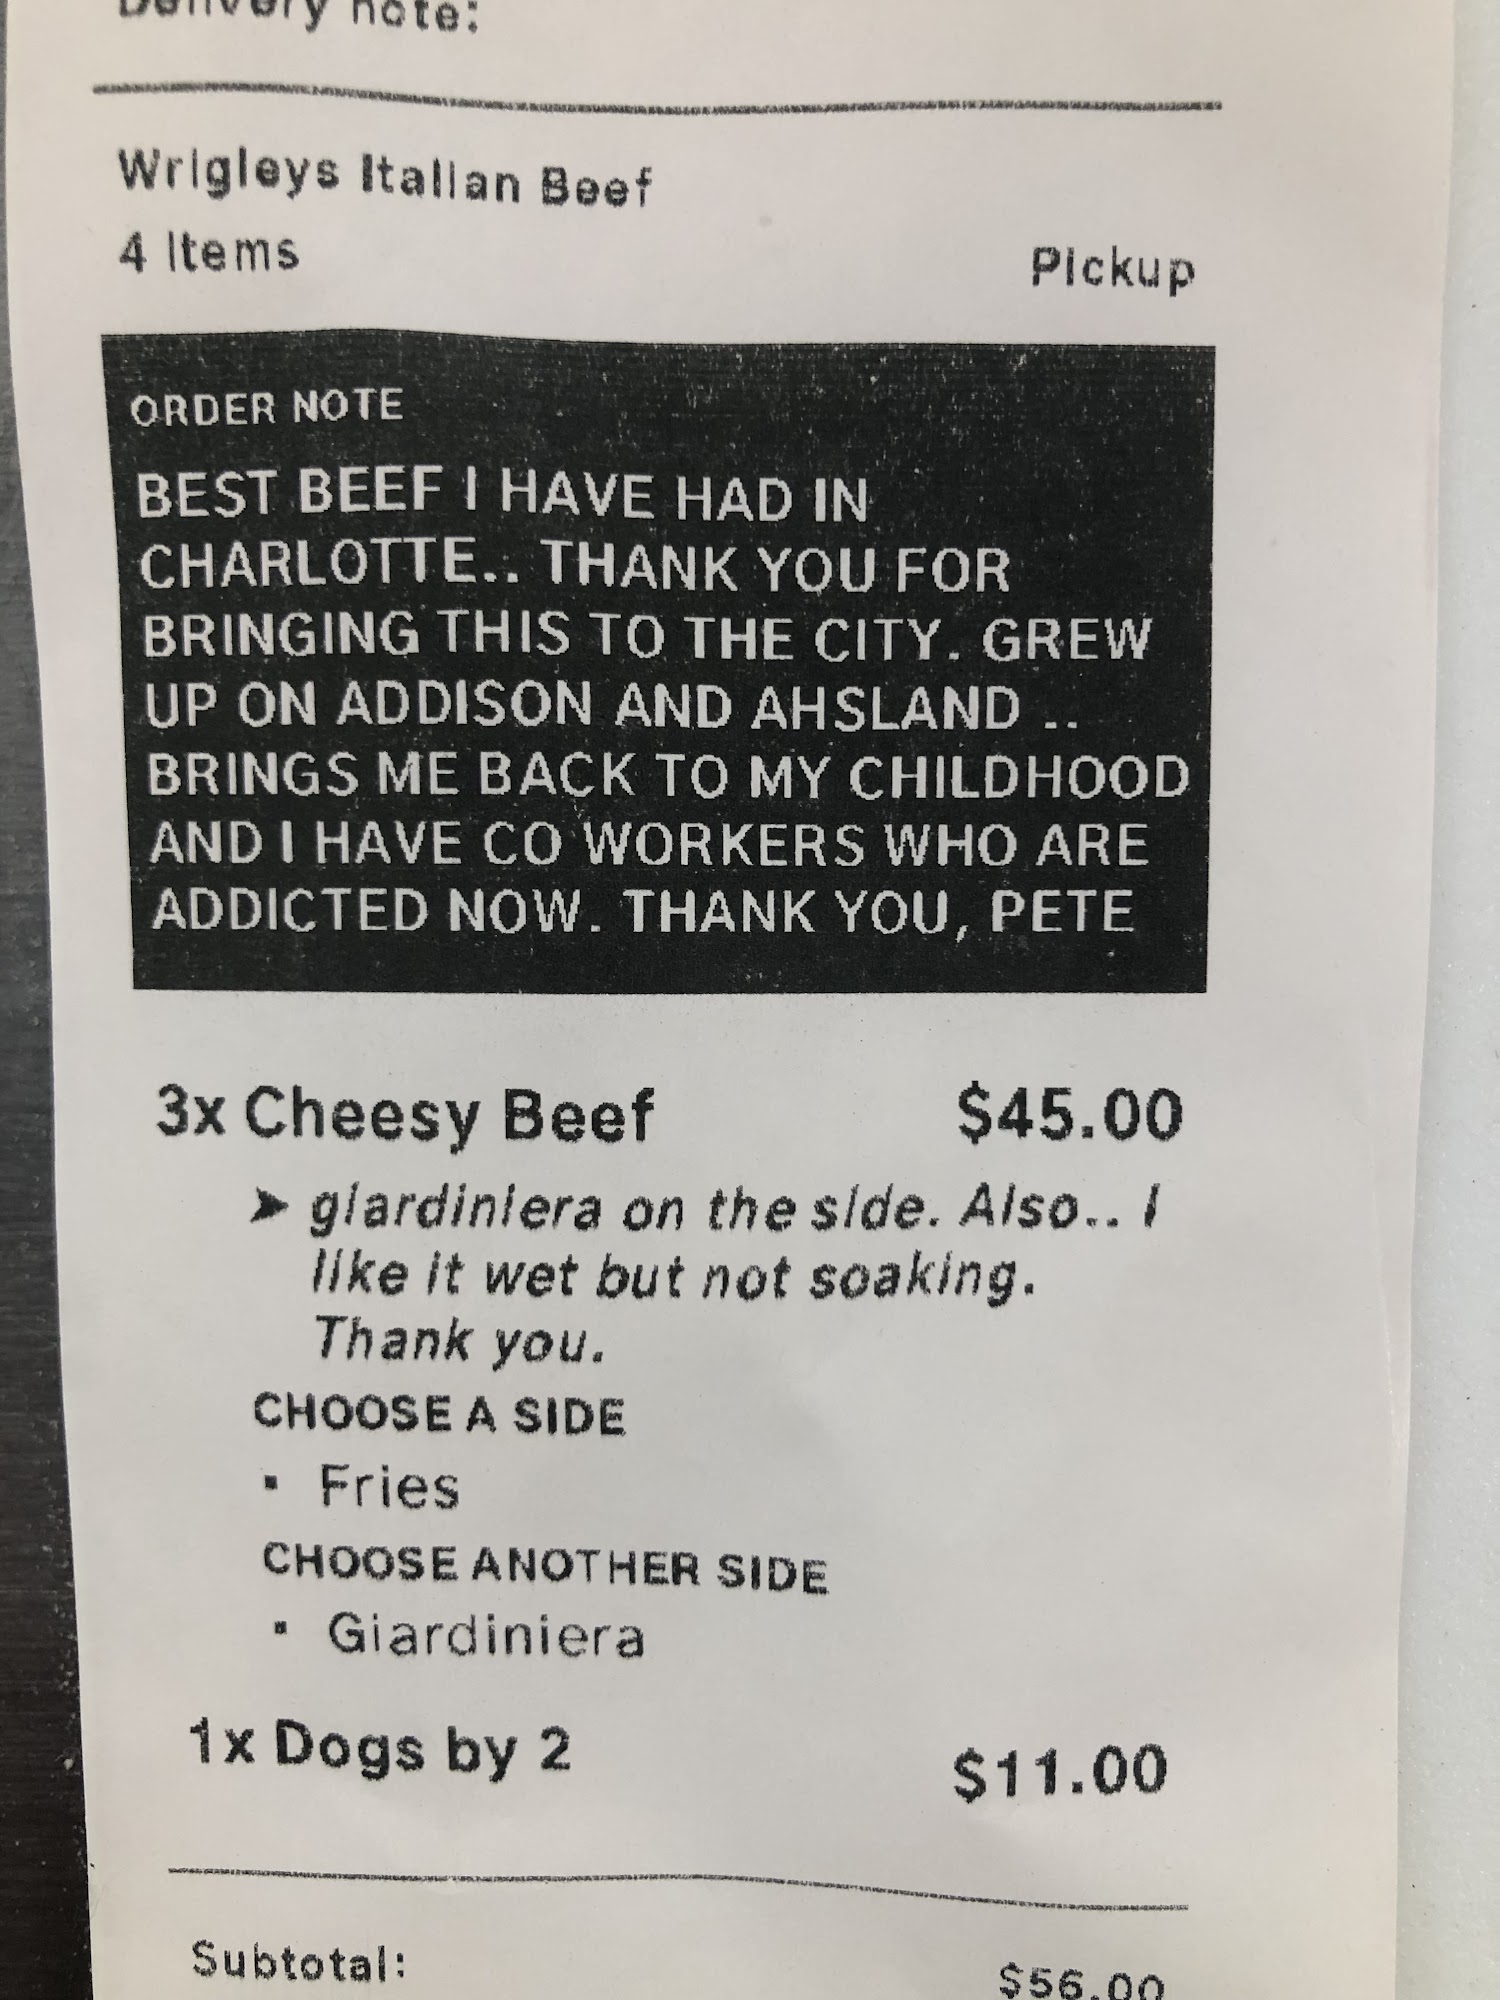 Delivery note:
Wrigleys Italian Beef
4 Items
Pickup
ORDER NOTE
BEST BEEF I HAVE HAD IN
CHARLOTTE.. THANK YOU FOR
BRINGING THIS TO THE CITY. GREW
UP ON ADDISON AND AHSLAND ..
BRINGS ME BACK TO MY CHILDHOOD
AND I HAVE CO WORKERS WHO ARE
ADDICTED NOW. THANK YOU, PETE
3x Cheesy Beef $45.00
➤ giardiniera on the side. Also.. I
like it wet but not soaking.
Thank you.
CHOOSE A SIDE
▪ Fries
CHOOSE ANOTHER SIDE
▪ Giardiniera
1x Dogs by 2 $11.00
Subtotal: $56.00